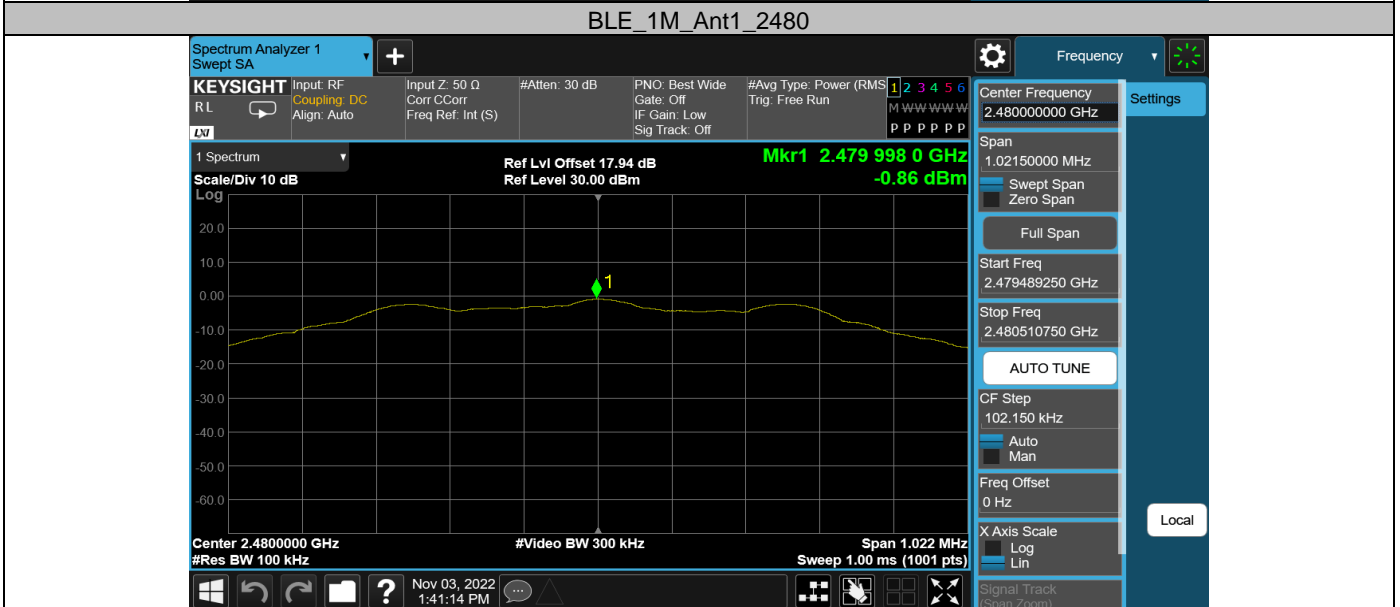 BLE_1M_Ant1_2480
Spectrum Analyzer 1
Swept SA
+
Frequency
KEYSIGHT
R L
LXI
Input: RF
Coupling: DC
Align: Auto
Input Z: 50 Ω
Corr CCorr
Freq Ref: Int (S)
#Atten: 30 dB
PNO: Best Wide
Gate: Off
IF Gain: Low
Sig Track: Off
#Avg Type: Power (RMS
Trig: Free Run
1 2 3 4 5 6
M W W W W W
P P P P P P
1 Spectrum
Scale/Div 10 dB
Ref Lvl Offset 17.94 dB
Ref Level 30.00 dBm
Mkr1 2.479 998 0 GHz
-0.86 dBm
Log
20.0
10.0
0.00
-10.0
-20.0
-30.0
-40.0
-50.0
-60.0
1
Center 2.4800000 GHz
#Res BW 100 kHz
#Video BW 300 kHz
Span 1.022 MHz
Sweep 1.00 ms (1001 pts)
Center Frequency
2.480000000 GHz
Settings
Span
1.02150000 MHz
Swept Span
Zero Span
Full Span
Start Freq
2.479489250 GHz
Stop Freq
2.480510750 GHz
AUTO TUNE
CF Step
102.150 kHz
Auto
Man
Freq Offset
0 Hz
X Axis Scale
Log
Lin
Local
Signal Track
(Span Zoom)
?
Nov 03, 2022
1:41:14 PM